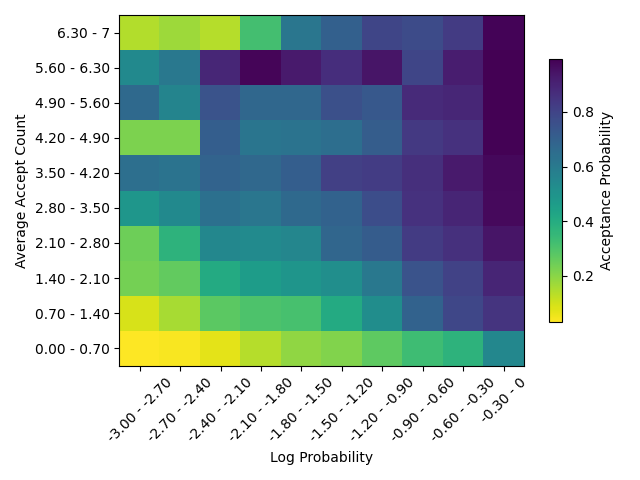 6.30 - 7
5.60 - 6.30
4.90 - 5.60
4.20 - 4.90
3.50 - 4.20
2.80 - 3.50
2.10 - 2.80
1.40 - 2.10
0.70 - 1.40
0.00 - 0.70
Average Accept Count
-3.00 - -2.70
-2.70 - -2.40
-2.40 - -2.10
-2.10 - -1.80
-1.80 - -1.50
-1.50 - -1.20
-1.20 - -0.90
-0.90 - -0.60
-0.60 - -0.30
-0.30 - 0
Log Probability
0.8
0.6
0.4
0.2
Acceptance Probability